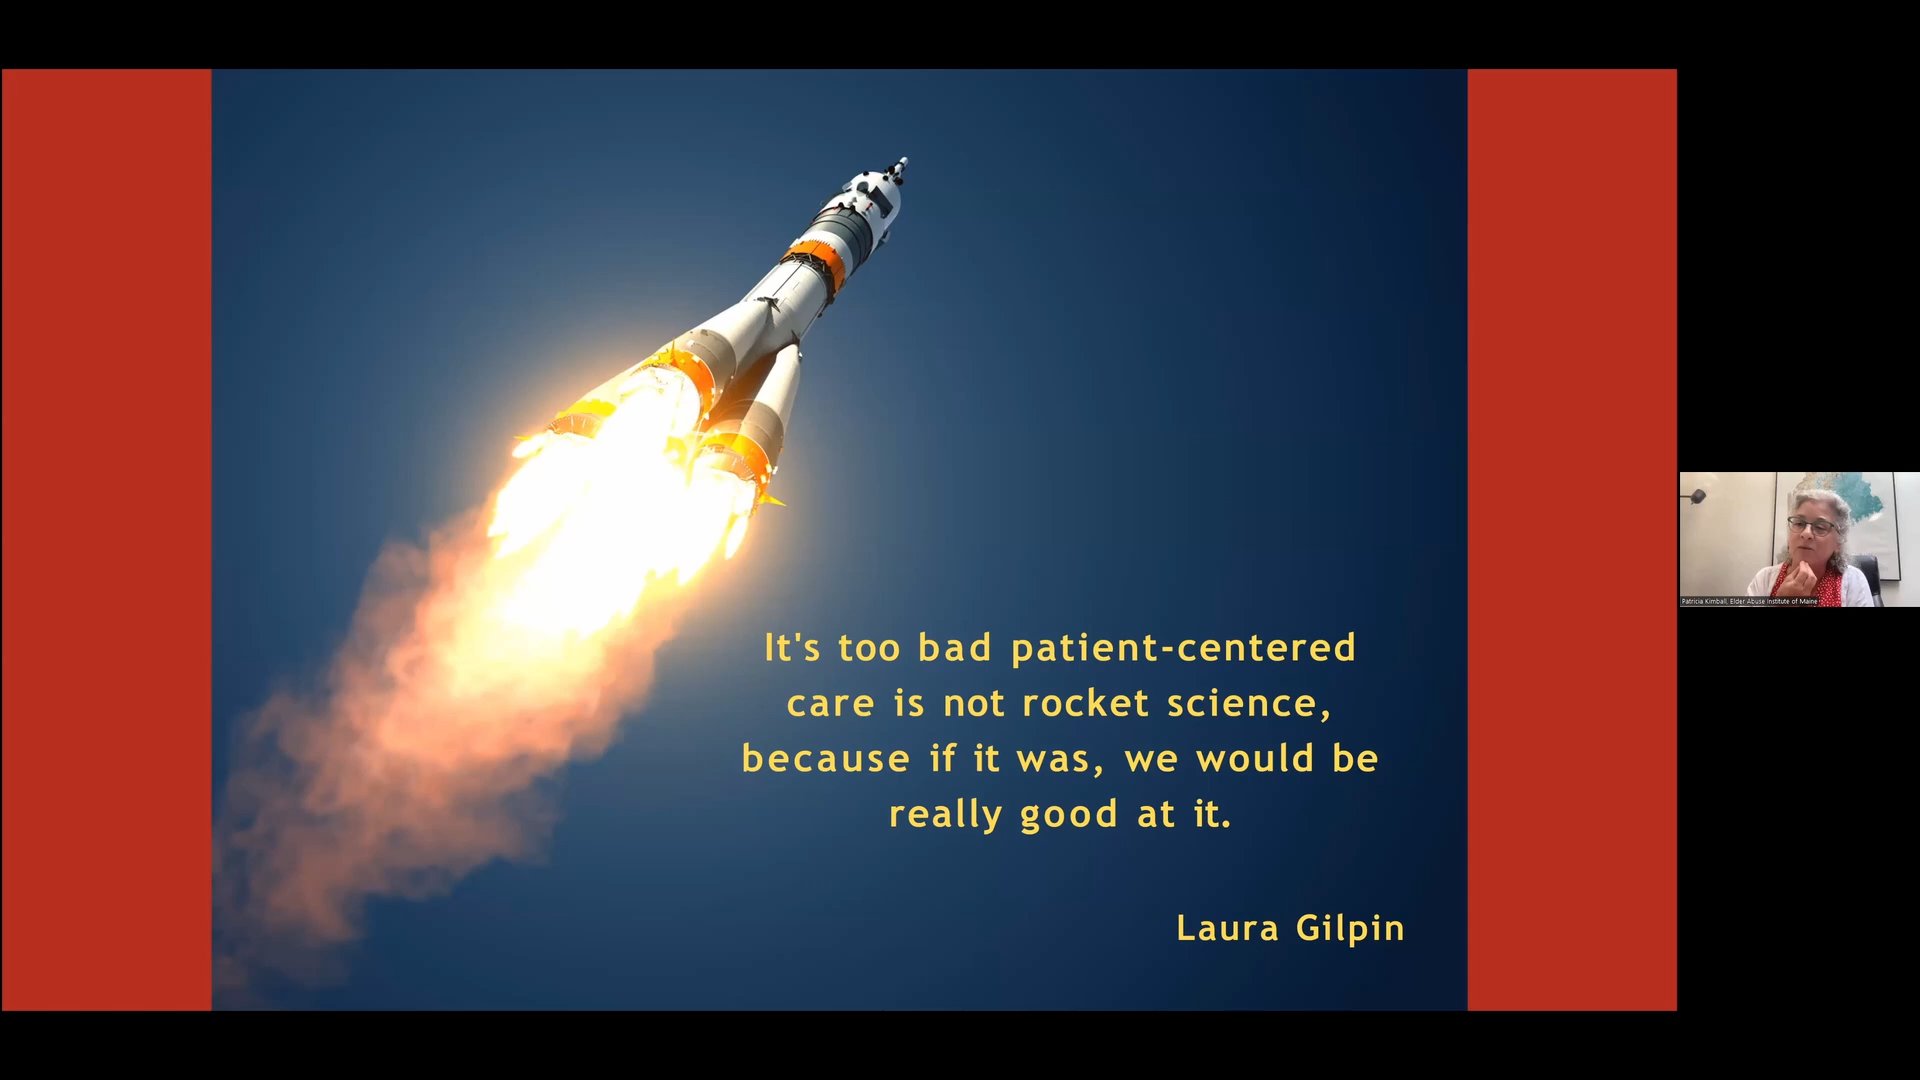 It's too bad patient-centered
care is not rocket science,
because if it was, we would be
really good at it.
Laura Gilpin
Patricia Kimball, Elder Abuse Institute of Maine